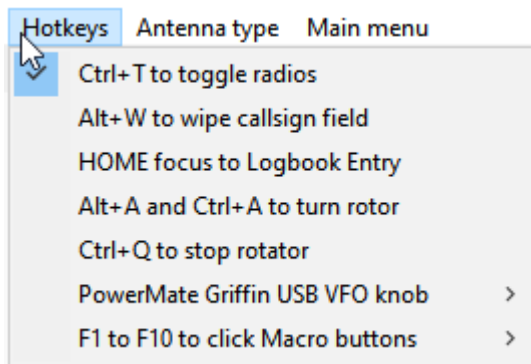 Hotkeys Antenna type Main menu
Ctrl+T to toggle radios
Alt+W to wipe callsign field
HOME focus to Logbook Entry
Alt+A and Ctrl+A to turn rotor
Ctrl+Q to stop rotator
PowerMate Griffin USB VFO knob
F1 to F10 to click Macro buttons